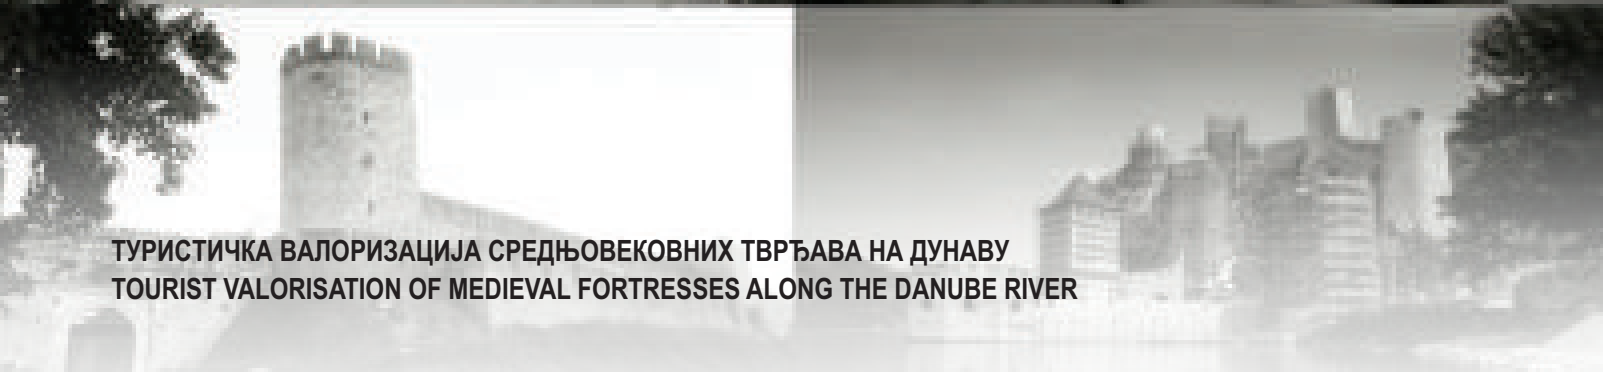 ТУРИСТИЧКА ВАЛОРИЗАЦИЈА СРЕДЊОВЕКОВНИХ ТВРЂАВА НА ДУНАВУ
TOURIST VALORISATION OF MEDIEVAL FORTRESSES ALONG THE DANUBE RIVER